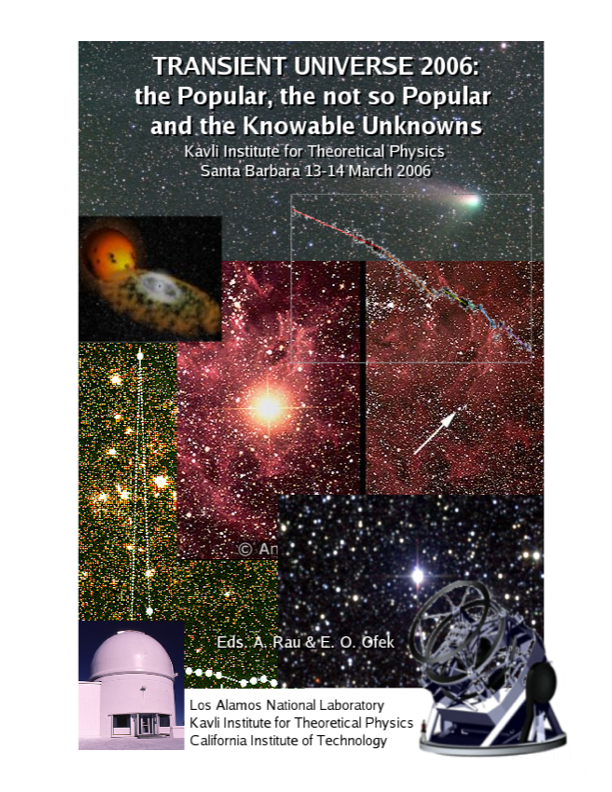 TRANSIENT UNIVERSE 2006:
the Popular, the not so Popular
and the Knowable Unknowns
Kavli Institute for Theoretical Physics
Santa Barbara 13-14 March 2006
© An
Eds. A. Rau & E. O. Ofek
Los Alamos National Laboratory
Kavli Institute for Theoretical Physics
California Institute of Technology